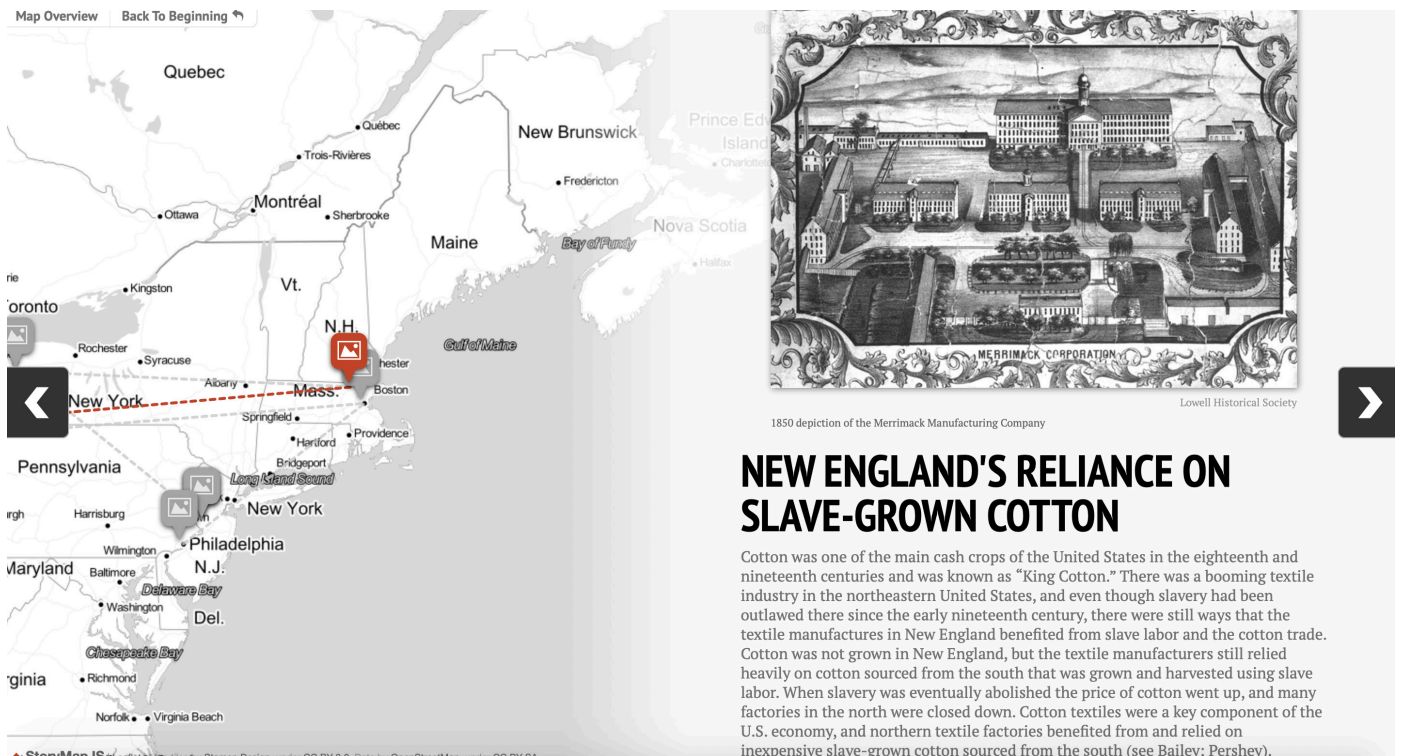 Map Overview
Back To Beginning
Quebec
Québec
Trois-Rivières
New Brunswick
Fredericton
Montréal
Ottawa
Sherbrooke
Maine
Bay of Fundy
Nova Scotia
Halifax
Prince Edw
Island
Kingston
Vt.
N.H.
Gulf of Maine
Rochester
Syracuse
hester
Albany
Mass.
Boston
New York
Springfield
Providence
Hartford
Pennsylvania
Bridgeport
Long Island Sound
New York
Harrisburg
Philadelphia
Wilmington
Maryland
Baltimore
N.J.
Delaware Bay
Washington
Del.
Chesapeake Bay
Richmond
Norfolk
Virginia Beach
MERRIMACK CORPORATION
Lowell Historical Society
1850 depiction of the Merrimack Manufacturing Company
NEW ENGLAND'S RELIANCE ON
SLAVE-GROWN COTTON
Cotton was one of the main cash crops of the United States in the eighteenth and
nineteenth centuries and was known as “King Cotton.” There was a booming textile
industry in the northeastern United States, and even though slavery had been
outlawed there since the early nineteenth century, there were still ways that the
textile manufactures in New England benefited from slave labor and the cotton trade.
Cotton was not grown in New England, but the textile manufacturers still relied
heavily on cotton sourced from the south that was grown and harvested using slave
labor. When slavery was eventually abolished the price of cotton went up, and many
factories in the north were closed down. Cotton textiles were a key component of the
U.S. economy, and northern textile factories benefited from and relied on
inexpensive slave-grown cotton sourced from the south (see Bailey; Pershey).